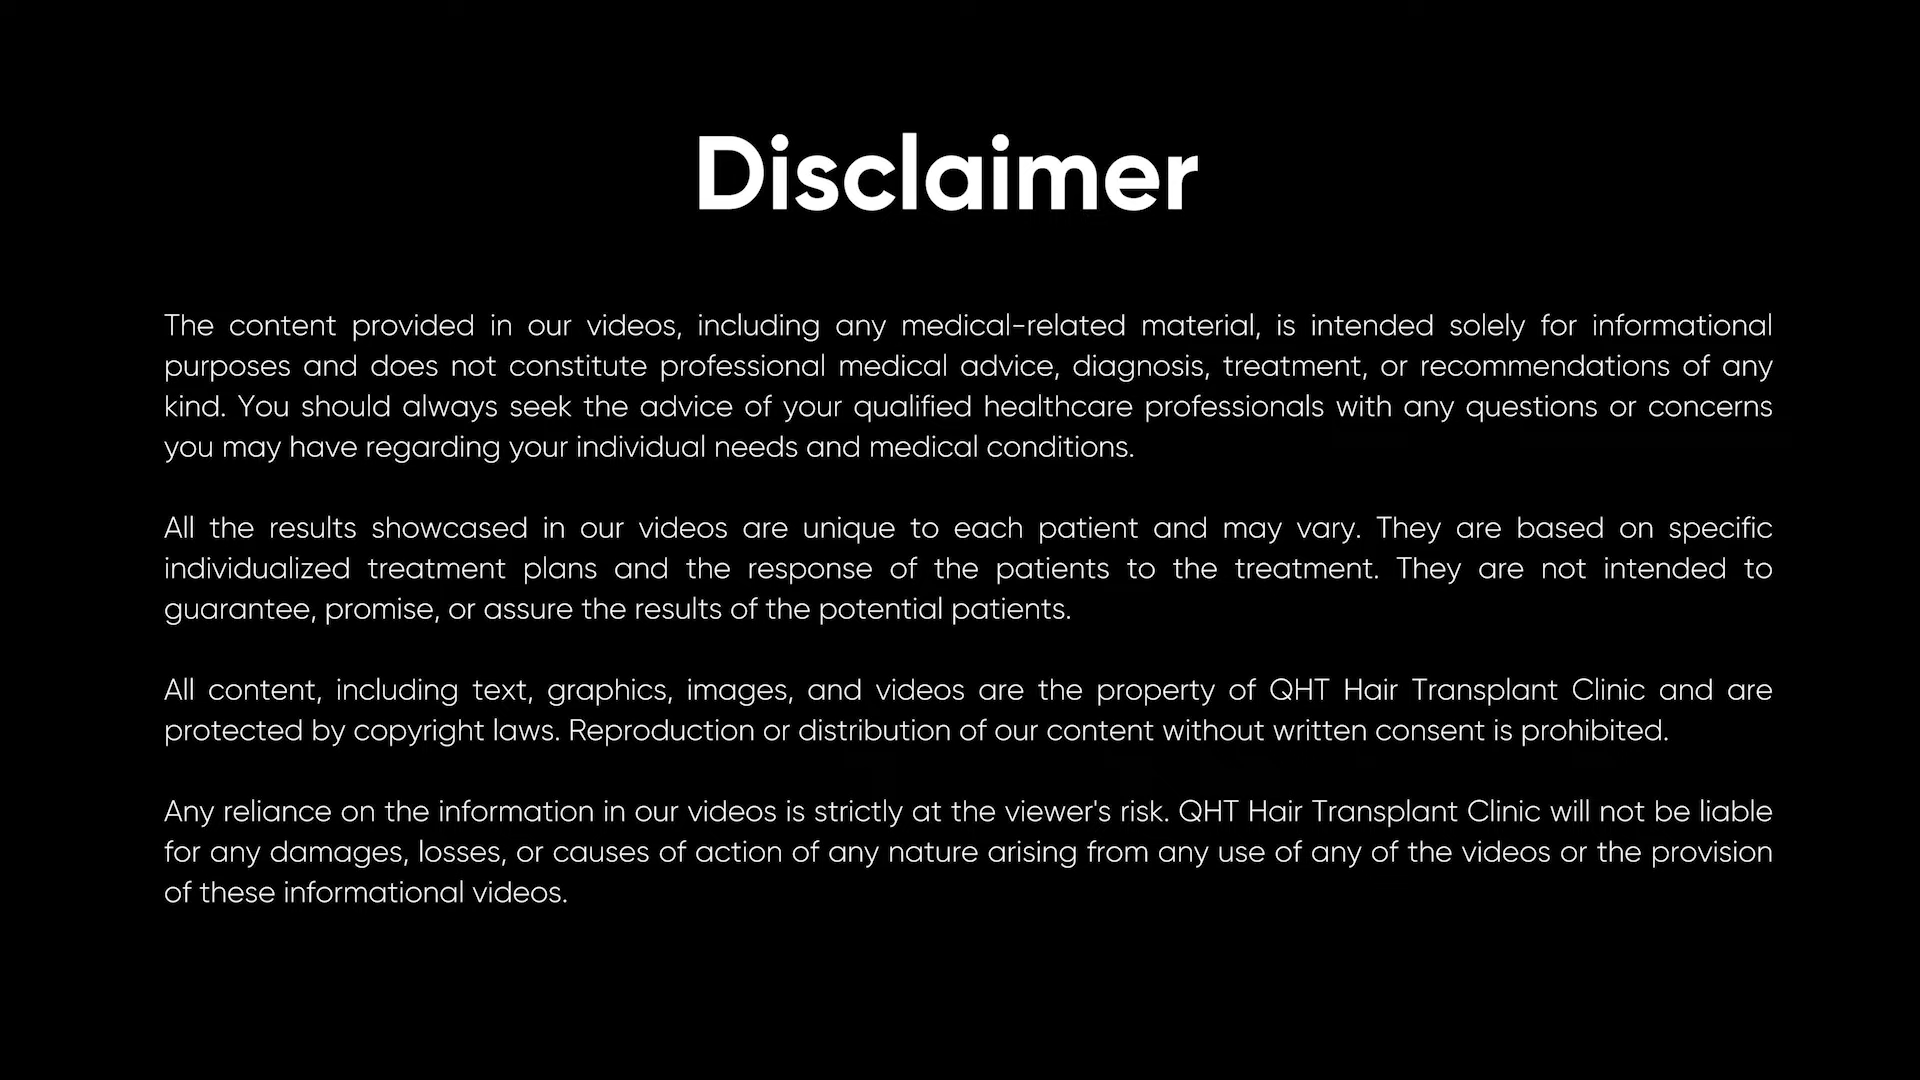 Disclaimer
The content provided in our videos, including any medical-related material, is intended solely for informational
purposes and does not constitute professional medical advice, diagnosis, treatment, or recommendations of any
kind. You should always seek the advice of your qualified healthcare professionals with any questions or concerns
you may have regarding your individual needs and medical conditions.
All the results showcased in our videos are unique to each patient and may vary. They are based on specific
individualized treatment plans and the response of the patients to the treatment. They are not intended to
guarantee, promise, or assure the results of the potential patients.
All content, including text, graphics, images, and videos are the property of QHT Hair Transplant Clinic and are
protected by copyright laws. Reproduction or distribution of our content without written consent is prohibited.
Any reliance on the information in our videos is strictly at the viewer's risk. QHT Hair Transplant Clinic will not be liable
for any damages, losses, or causes of action of any nature arising from any use of any of the videos or the provision
of these informational videos.